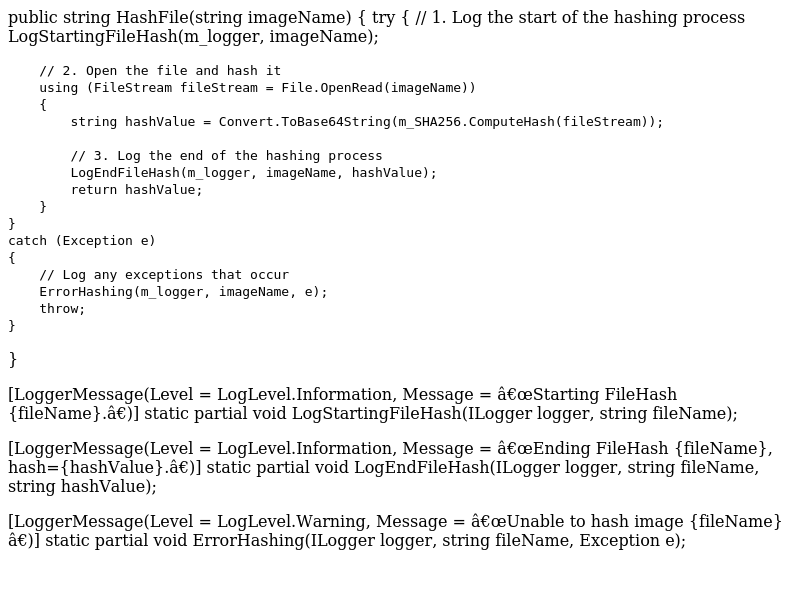 public string HashFile(string imageName) { try { // 1. Log the start of the hashing process
LogStartingFileHash(m_logger, imageName);
// 2. Open the file and hash it
using (FileStream fileStream = File.OpenRead(imageName))
{
string hashValue = Convert.ToBase64String(m_SHA256.ComputeHash(fileStream));
// 3. Log the end of the hashing process
LogEndFileHash(m_logger, imageName, hashValue);
return hashValue;
}
}
catch (Exception e)
{
// Log any exceptions that occur
ErrorHashing(m_logger, imageName, e);
throw;
}
}
[LoggerMessage(Level = LogLevel.Information, Message = â€œStarting FileHash
{fileName}.â€)] static partial void LogStartingFileHash(ILogger logger, string fileName);
[LoggerMessage(Level = LogLevel.Information, Message = â€œEnding FileHash {fileName},
hash={hashValue}.â€)] static partial void LogEndFileHash(ILogger logger, string fileName,
string hashValue);
[LoggerMessage(Level = LogLevel.Warning, Message = â€œUnable to hash image {fileName}
â€)] static partial void ErrorHashing(ILogger logger, string fileName, Exception e);